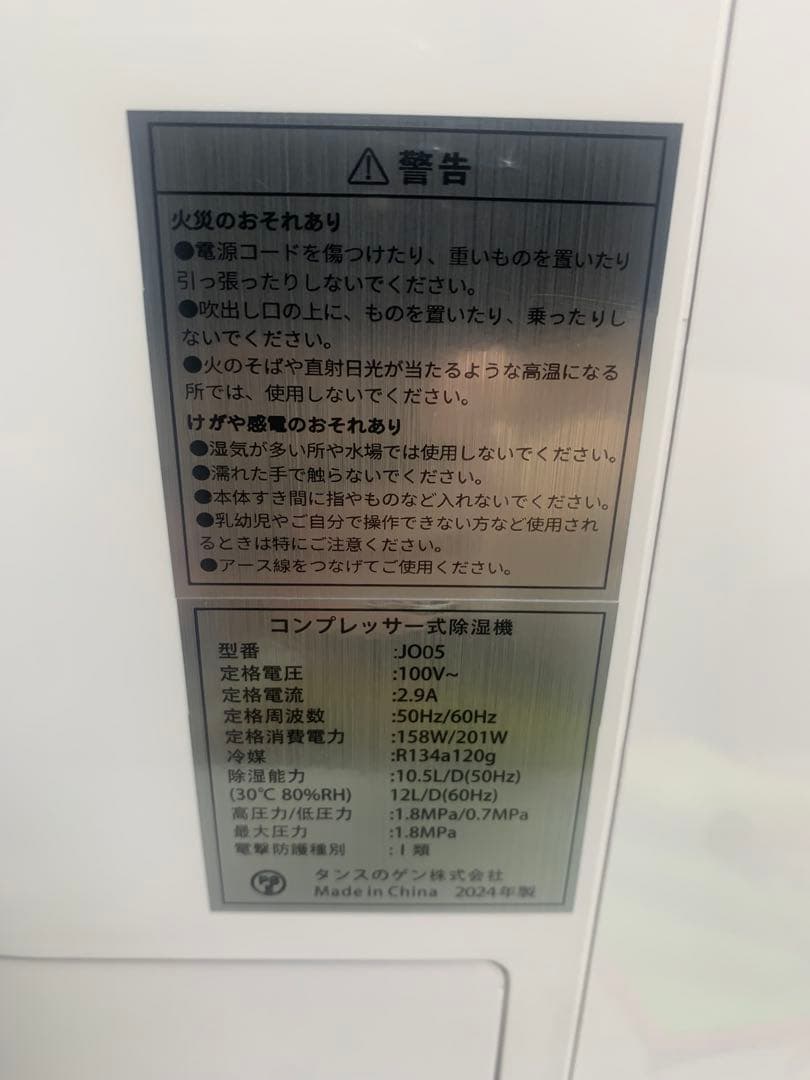 警告
火災のおそれあり
●電源コードを傷つけたり、重いものを置いたり
引っ張ったりしないでください。
●吹出し口の上に、ものを置いたり、乗ったりし
ないでください。
●火のそばや直射日光が当たるような高温になる
所では、使用しないでください。
けがや感電のおそれあり
●湿気が多い所や水場では使用しないでください。
●濡れた手で触らないでください。
●本体すき間に指やものなど入れないでください。
●乳幼児やご自分で操作できない方など使用され
るときは特にご注意ください。
●アース線をつなげてご使用ください。
コンプレッサー式除湿機
型番 :JO05
定格電圧 :100V~
定格電流 :2.9A
定格周波数 :50Hz/60Hz
定格消費電力 :158W/201W
冷媒 :R134a120g
除湿能力 :10.5L/D(50Hz)
(30℃ 80%RH) 12L/D(60Hz)
高圧力/低圧力 :1.8MPa/0.7MPa
最大圧力 :1.8MPa
電撃防護種別 :I類
PSE タンスのゲン株式会社
Made in China 2024年製